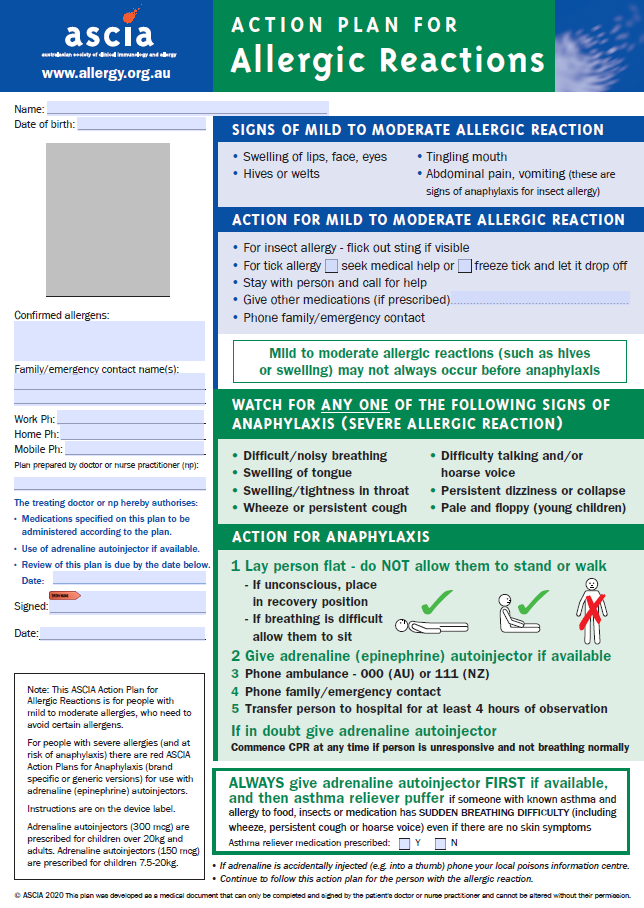 ascia
australasian society of clinical immunology and allergy
www.allergy.org.au
ACTION PLAN FOR
Allergic Reactions
Name:
Date of birth:
Confirmed allergens:
Family/emergency contact name(s):
Work Ph:
Home Ph:
Mobile Ph:
Plan prepared by doctor or nurse practitioner (np):
The treating doctor or np hereby authorises:
• Medications specified on this plan to be
administered according to the plan.
• Use of adrenaline autoinjector if available.
• Review of this plan is due by the date below.
Date:
Signed:
Date:
Note: This ASCIA Action Plan for
Allergic Reactions is for people with
mild to moderate allergies, who need to
avoid certain allergens.
For people with severe allergies (and at
risk of anaphylaxis) there are red ASCIA
Action Plans for Anaphylaxis (brand
specific or generic versions) for use with
adrenaline (epinephrine) autoinjectors.
Instructions are on the device label.
Adrenaline autoinjectors (300 mcg) are
prescribed for children over 20kg and
adults. Adrenaline autoinjectors (150 mcg)
are prescribed for children 7.5-20kg.
SIGNS OF MILD TO MODERATE ALLERGIC REACTION
• Swelling of lips, face, eyes
• Hives or welts
• Tingling mouth
• Abdominal pain, vomiting (these are
signs of anaphylaxis for insect allergy)
ACTION FOR MILD TO MODERATE ALLERGIC REACTION
• For insect allergy - flick out sting if visible
• For tick allergy seek medical help or freeze tick and let it drop off
• Stay with person and call for help
• Give other medications (if prescribed)
• Phone family/emergency contact
Mild to moderate allergic reactions (such as hives
or swelling) may not always occur before anaphylaxis
WATCH FOR ANY ONE OF THE FOLLOWING SIGNS OF
ANAPHYLAXIS (SEVERE ALLERGIC REACTION)
• Difficult/noisy breathing
• Swelling of tongue
• Swelling/tightness in throat
• Wheeze or persistent cough
• Difficulty talking and/or
hoarse voice
• Persistent dizziness or collapse
• Pale and floppy (young children)
ACTION FOR ANAPHYLAXIS
1 Lay person flat - do NOT allow them to stand or walk
- If unconscious, place
in recovery position
- If breathing is difficult
allow them to sit
2 Give adrenaline (epinephrine) autoinjector if available
3 Phone ambulance - 000 (AU) or 111 (NZ)
4 Phone family/emergency contact
5 Transfer person to hospital for at least 4 hours of observation
If in doubt give adrenaline autoinjector
Commence CPR at any time if person is unresponsive and not breathing normally
ALWAYS give adrenaline autoinjector FIRST if available,
and then asthma reliever puffer if someone with known asthma and
allergy to food, insects or medication has SUDDEN BREATHING DIFFICULTY (including
wheeze, persistent cough or hoarse voice) even if there are no skin symptoms
Asthma reliever medication prescribed: Y N
• If adrenaline is accidentally injected (e.g. into a thumb) phone your local poisons information centre.
• Continue to follow this action plan for the person with the allergic reaction.
© ASCIA 2020 This plan was developed as a medical document that can only be completed and signed by the patient's doctor or nurse practitioner and cannot be altered without their permission.